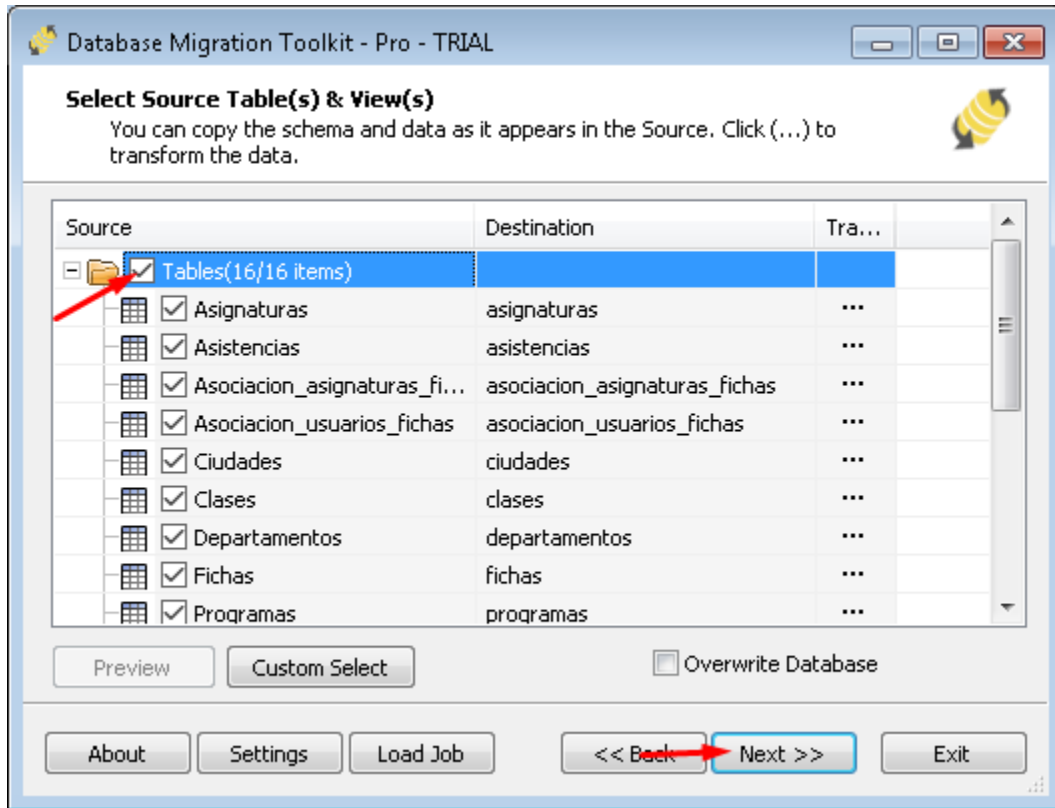 Database Migration Toolkit - Pro - TRIAL
Select Source Table(s) & View(s)
You can copy the schema and data as it appears in the Source. Click (...) to
transform the data.
Source Destination Tra...
Tables(16/16 items)
Asignaturas asignaturas ...
Asistencias asistencias ...
Asociacion_asignaturas_fi... asociacion_asignaturas_fichas ...
Asociacion_usuarios_fichas asociacion_usuarios_fichas ...
Ciudades ciudades ...
Clases clases ...
Departamentos departamentos ...
Fichas fichas ...
Programas programas ...
Preview Custom Select Overwrite Database
About Settings Load Job << Back Next >> Exit